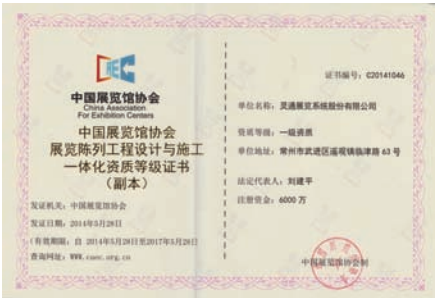 CEC
中国展览馆协会
China Association
For Exhibition Centers
中国展览馆协会
展览陈列工程设计与施工
一体化资质等级证书
（副本）
发证机关：中国展览馆协会
发证日期：2014年5月28日
（有效期限：自 2014年5月28日至2017年5月28日
查询网址：WWW.caec.org.cn
证书编号：C20141046
单位名称：灵通展览系统股份有限公司
资质等级：一级资质
单位地址：常州市武进区遥观镇临津路 63 号
法定代表人：刘建平
注册资金：6000 万
中国展览馆协会制